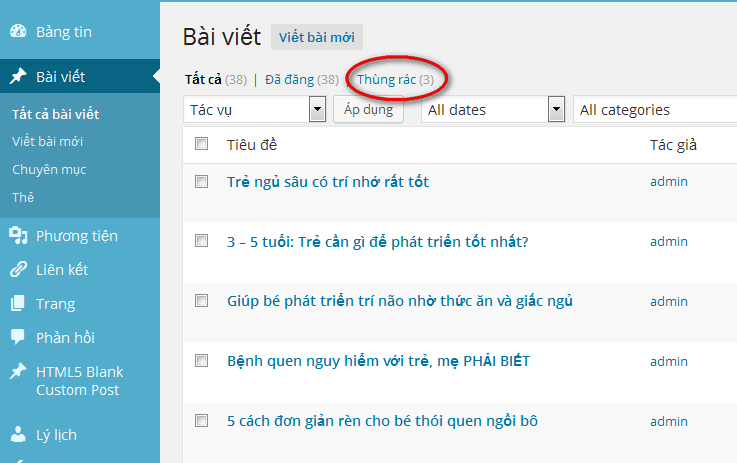 Bảng tin
Bài viết
Tất cả bài viết
Viết bài mới
Chuyên mục
Thẻ
Phương tiện
Liên kết
Trang
Phản hồi
HTML5 Blank
Custom Post
Lý lịch
Bài viết Viết bài mới
Tất cả (38) | Đã đăng (38) | Thùng rác (3)
Tác vụ Áp dụng All dates All categories
Tiêu đề Tác giả
Trẻ ngủ sâu có trí nhớ rất tốt admin
3 – 5 tuổi: Trẻ cần gì để phát triển tốt nhất? admin
Giúp bé phát triển trí não nhờ thức ăn và giấc ngủ admin
Bệnh quen nguy hiểm với trẻ, mẹ PHẢI BIẾT admin
5 cách đơn giản rèn cho bé thói quen ngồi bô admin